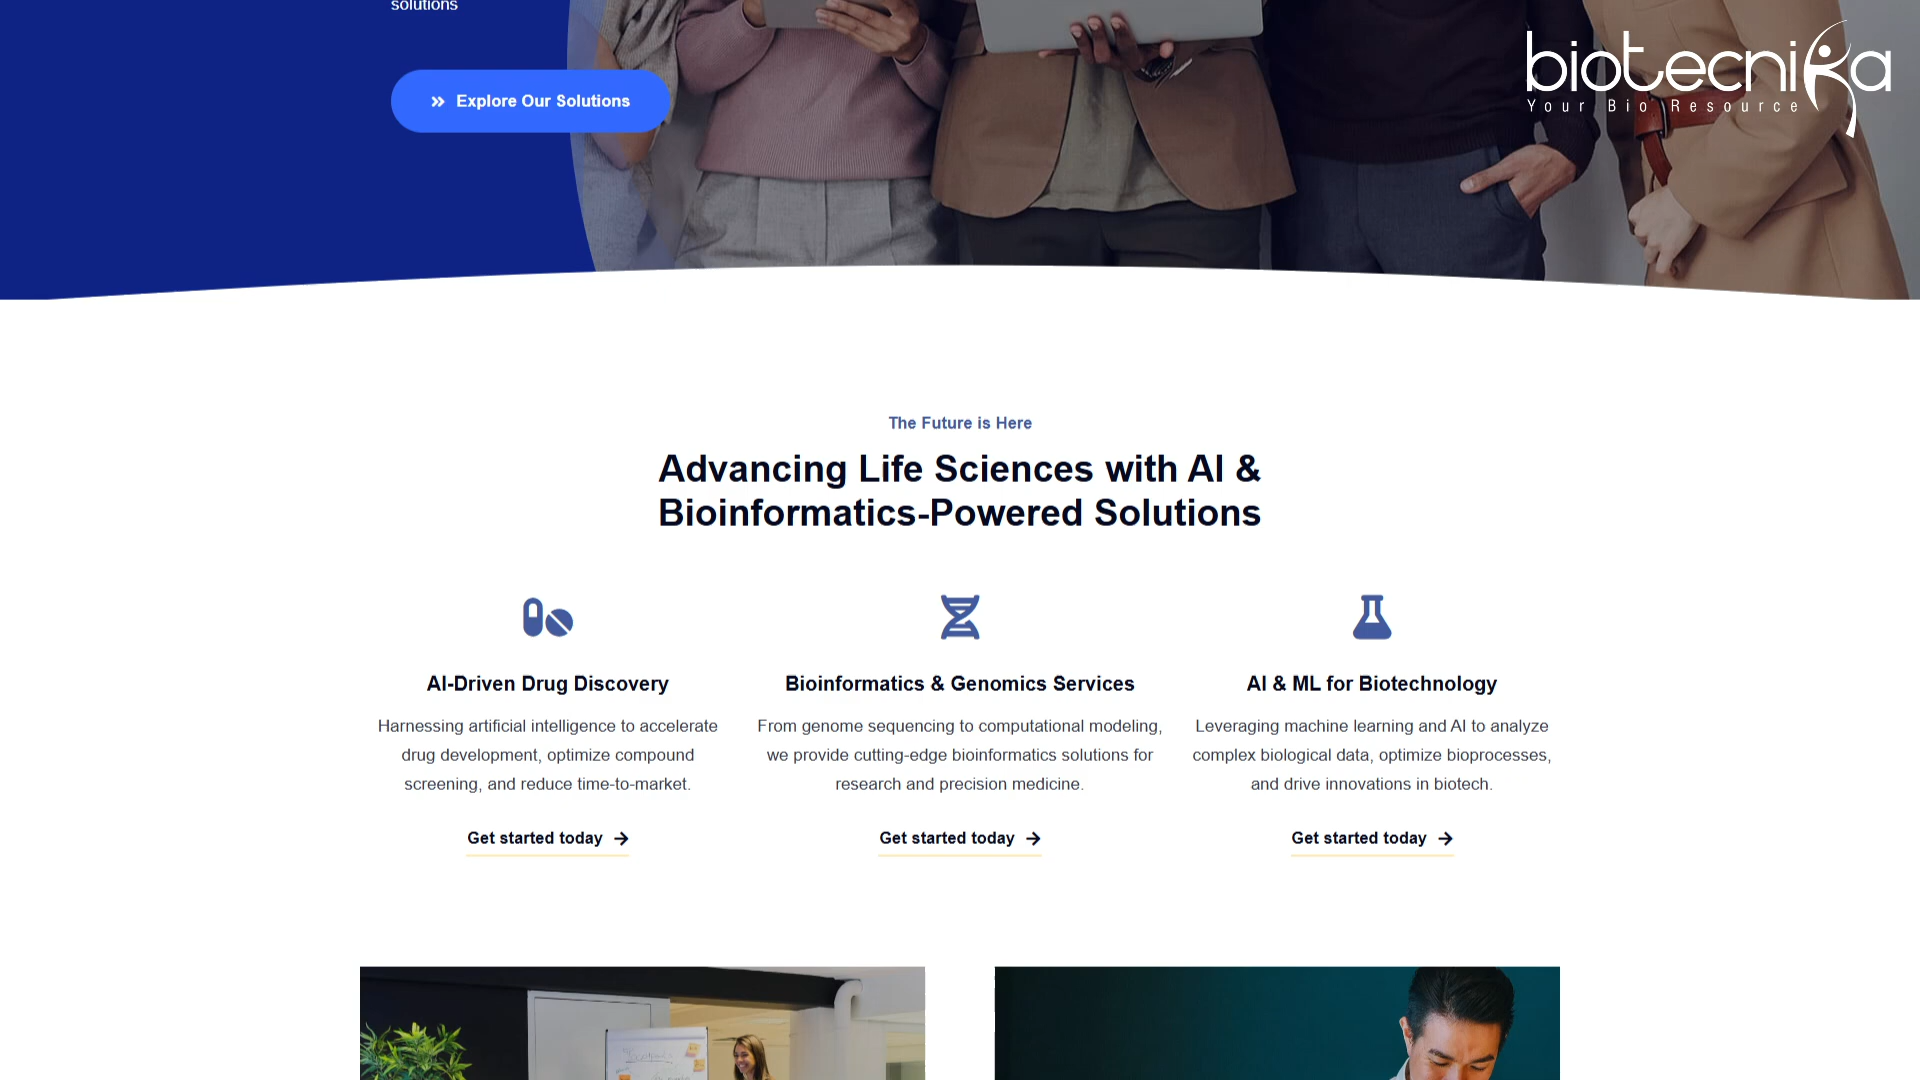 solutions
Explore Our Solutions
biotecnika
Your Bio Resource
The Future is Here
Advancing Life Sciences with AI &
Bioinformatics-Powered Solutions
AI-Driven Drug Discovery
Harnessing artificial intelligence to accelerate
drug development, optimize compound
screening, and reduce time-to-market.
Get started today
Bioinformatics & Genomics Services
From genome sequencing to computational modeling,
we provide cutting-edge bioinformatics solutions for
research and precision medicine.
Get started today
AI & ML for Biotechnology
Leveraging machine learning and AI to analyze
complex biological data, optimize bioprocesses,
and drive innovations in biotech.
Get started today